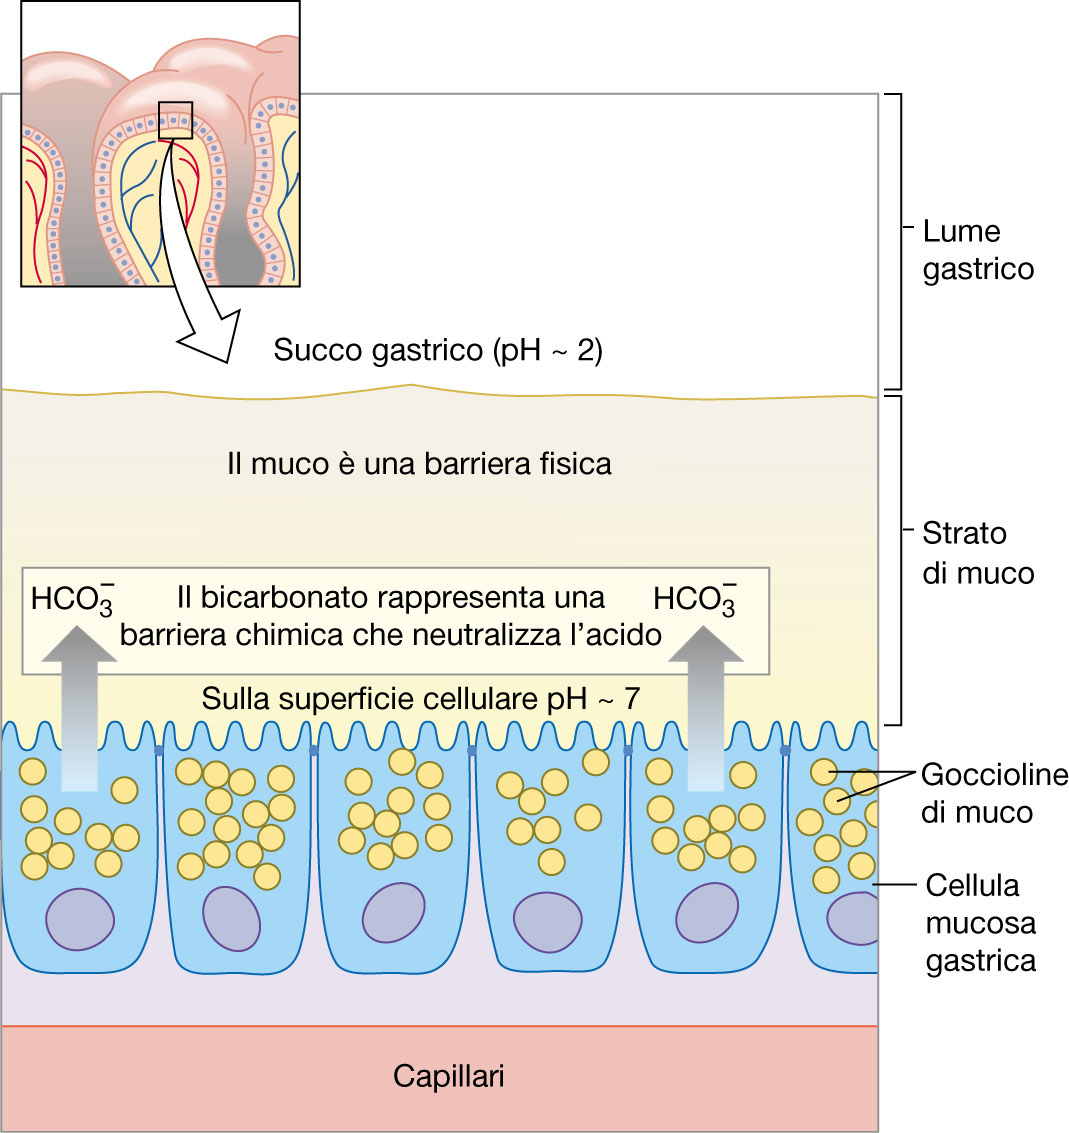 Lume
gastrico
Succo gastrico (pH ~ 2)
Il muco è una barriera fisica
Strato
di muco
HCO₃⁻ Il bicarbonato rappresenta una HCO₃⁻
barriera chimica che neutralizza l'acido
Sulla superficie cellulare pH ~ 7
Goccioline
di muco
Cellula
mucosa
gastrica
Capillari